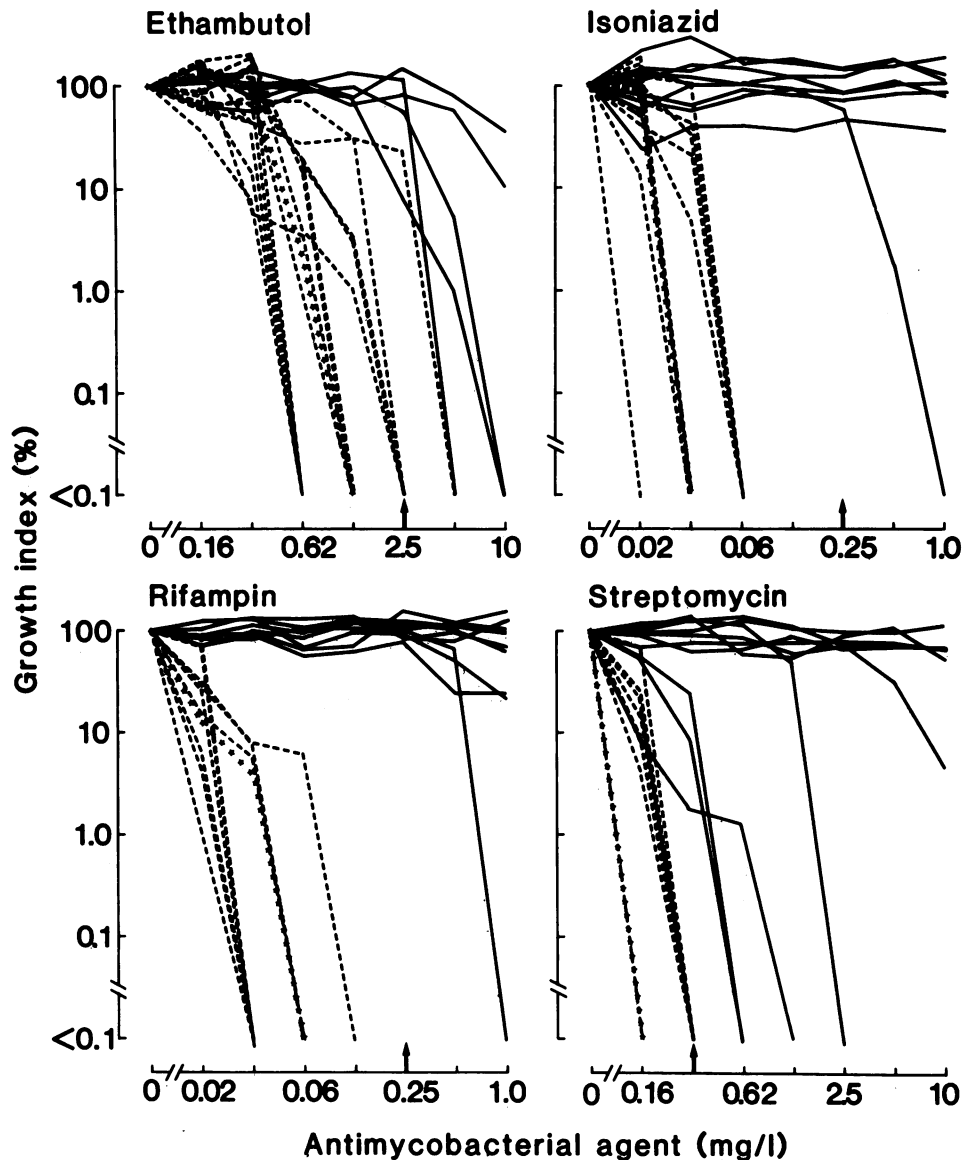 Ethambutol
Isoniazid
100
10
1.0
0.1
<0.1
100
10
1.0
0.1
<0.1
Growth index (%)
0 0.16 0.62 2.5 10
0 0.02 0.06 0.25 1.0
Rifampin
Streptomycin
0 0.02 0.06 0.25 1.0
0 0.16 0.62 2.5 10
Antimycobacterial agent (mg/l)